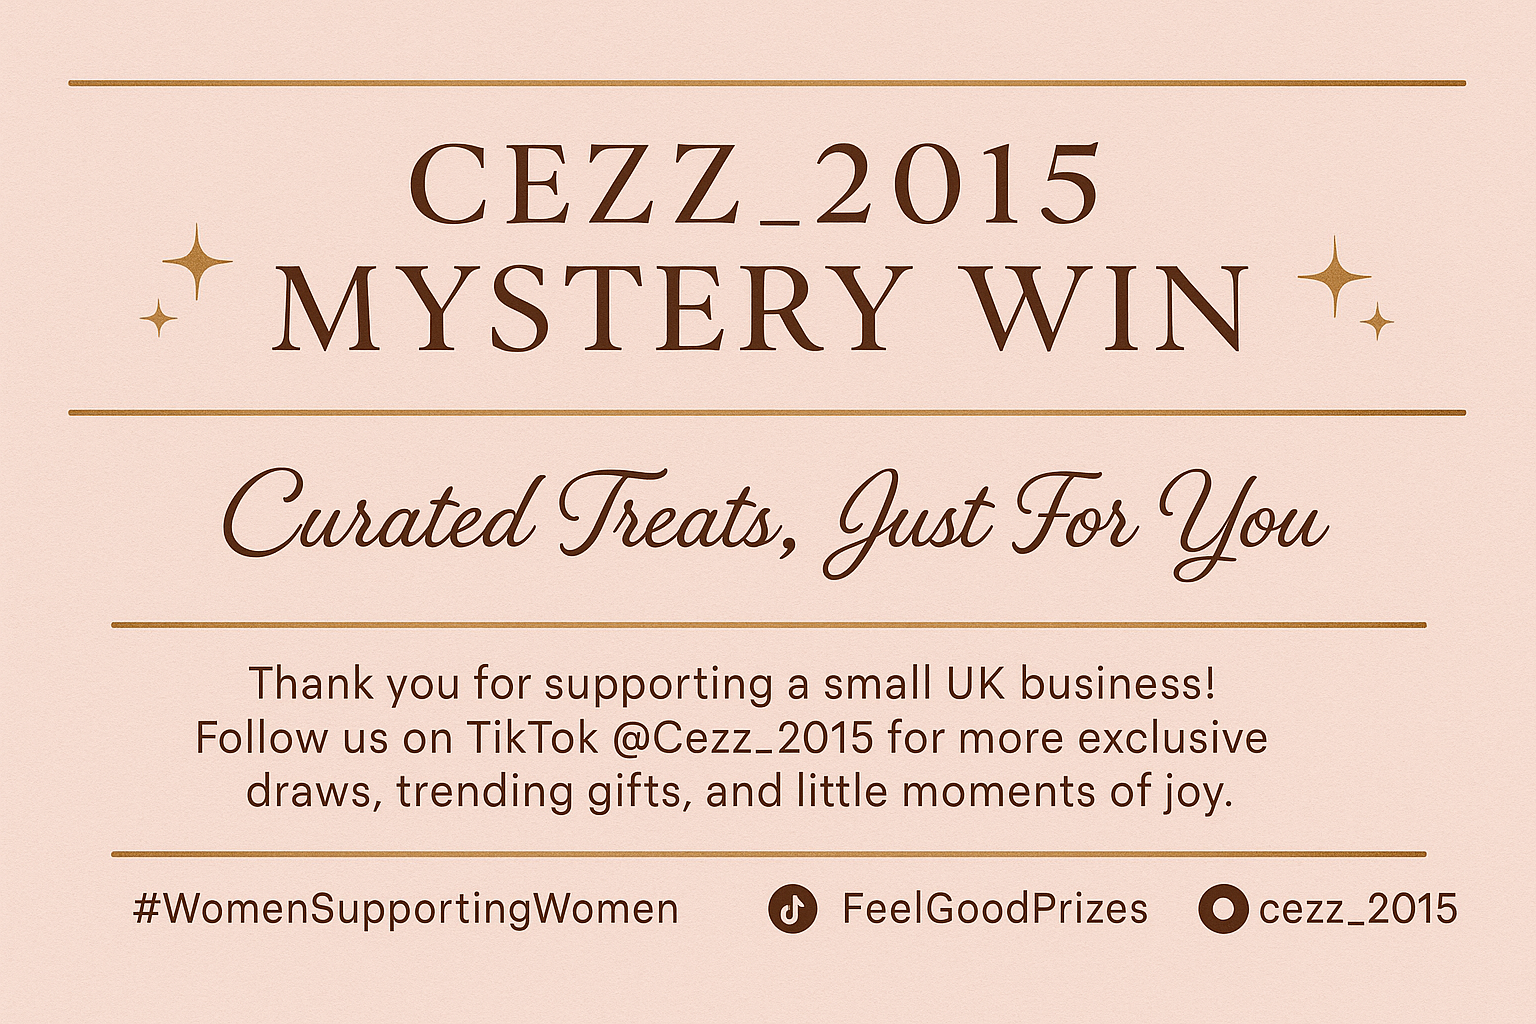 CEZZ_2015
MYSTERY WIN
Curated Treats, Just For You
Thank you for supporting a small UK business!
Follow us on TikTok @Cezz_2015 for more exclusive
draws, trending gifts, and little moments of joy.
#WomenSupportingWomen FeelGoodPrizes cezz_2015